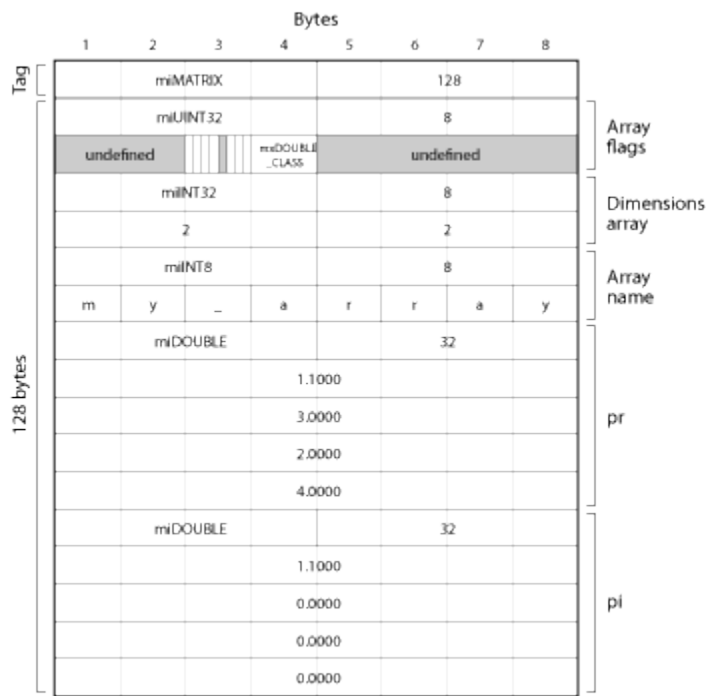 Bytes
1 2 3 4 5 6 7 8
Tag
miMATRIX 128
miUINT32 8
Array
flags
undefined mxDOUBLE
_CLASS undefined
miINT32 8
Dimensions
array
2 2
miINT8 8
Array
name
m y _ a r r a y
miDOUBLE 32
1.1000
3.0000
pr
2.0000
4.0000
128 bytes
miDOUBLE 32
1.1000
0.0000
pi
0.0000
0.0000